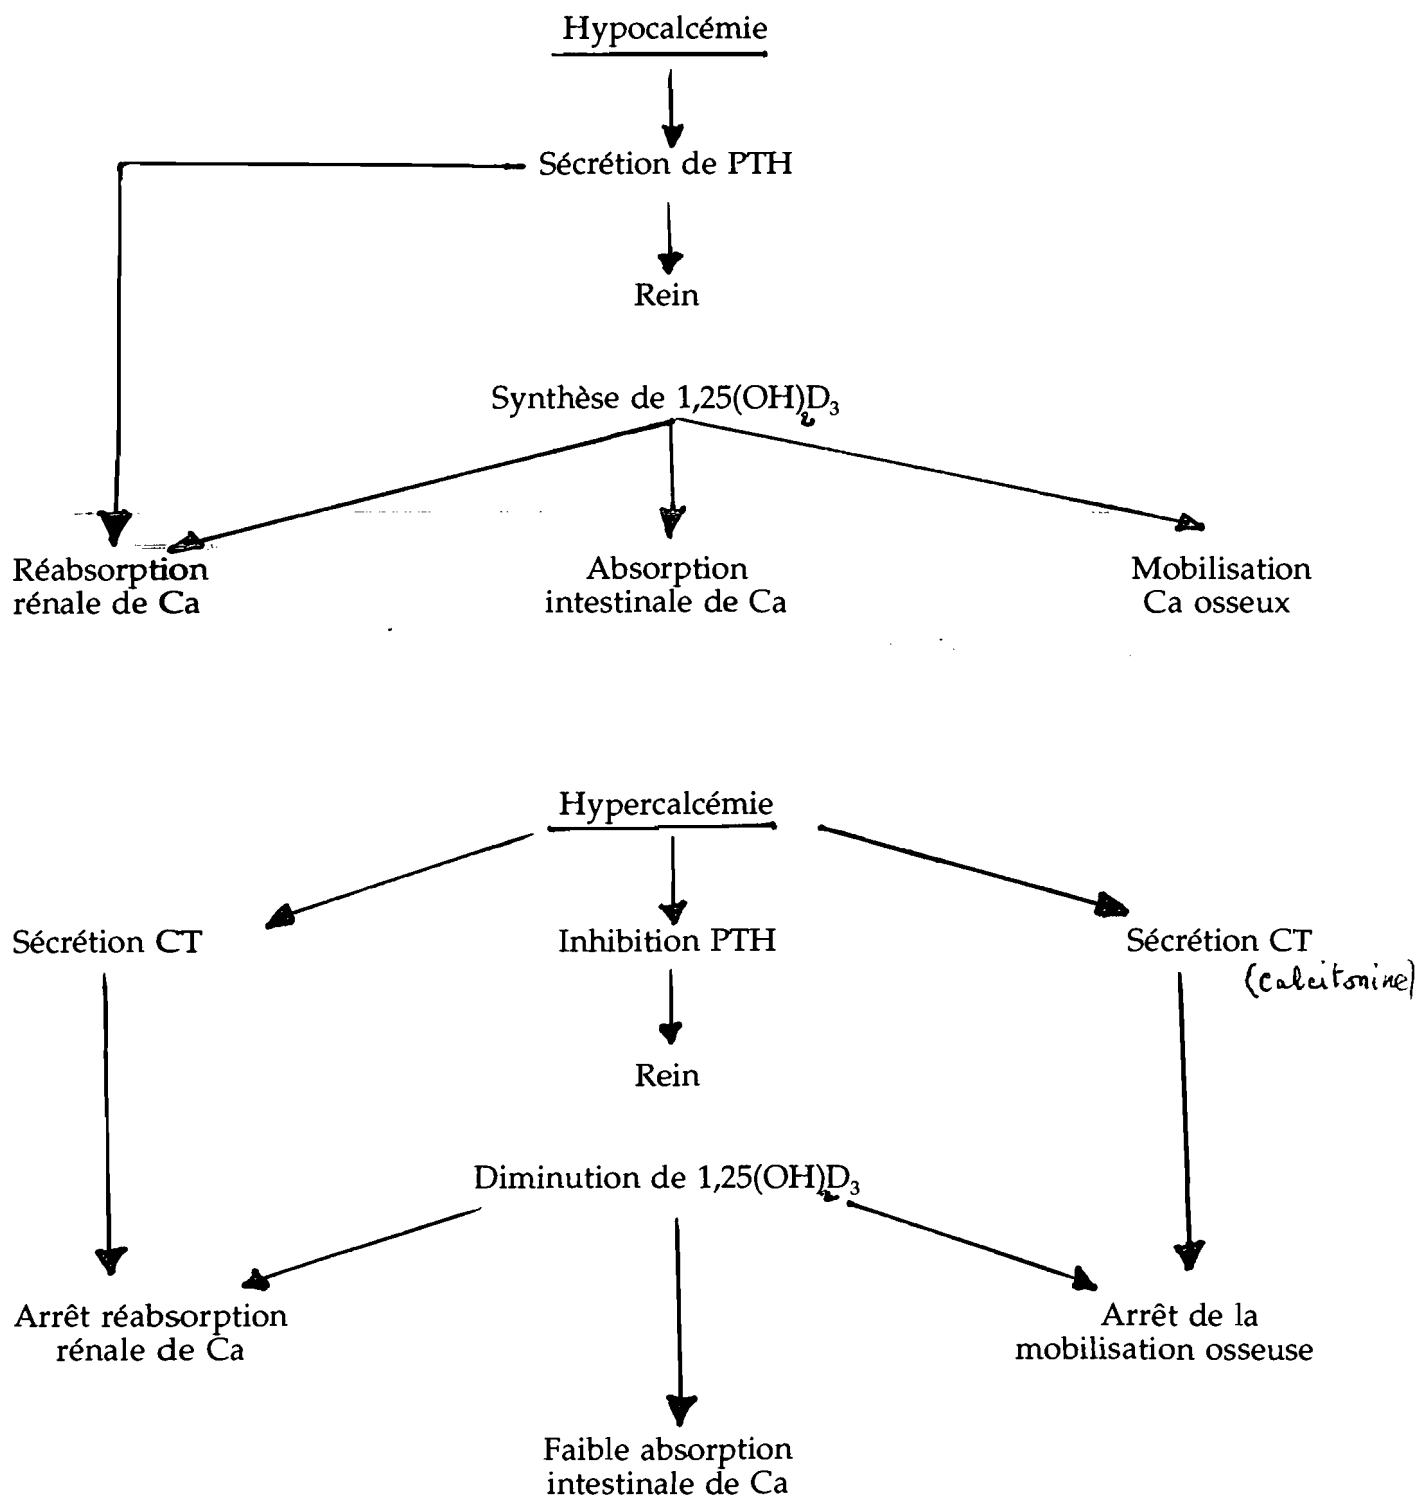 Hypocalcémie
Sécrétion de PTH
Rein
Synthèse de 1,25(OH)2D3
Réabsorption
rénale de Ca
Absorption
intestinale de Ca
Mobilisation
Ca osseux
Hypercalcémie
Sécrétion CT
Inhibition PTH
Sécrétion CT
(calcitonine)
Rein
Diminution de 1,25(OH)2D3
Arrêt réabsorption
rénale de Ca
Arrêt de la
mobilisation osseuse
Faible absorption
intestinale de Ca